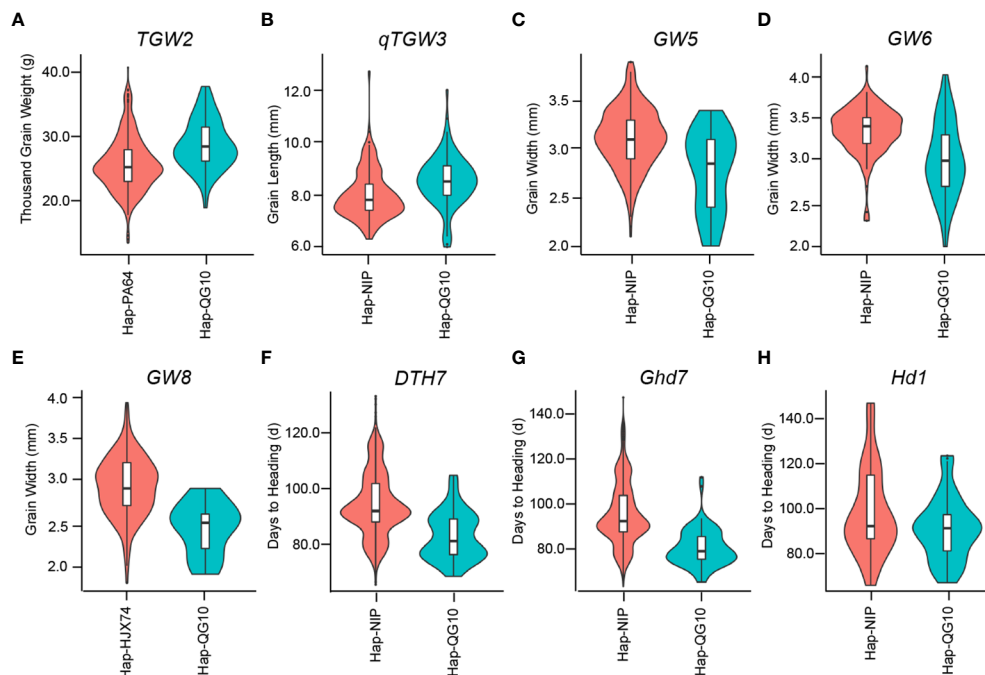 A
TGW2
Thousand Grain Weight (g)
40.0
30.0
20.0
Hap-PA64
Hap-QG10
B
qTGW3
Grain Length (mm)
12.0
10.0
8.0
6.0
Hap-NIP
Hap-QG10
C
GW5
Grain Width (mm)
3.5
3.0
2.5
2.0
Hap-NIP
Hap-QG10
D
GW6
Grain Width (mm)
4.0
3.5
3.0
2.5
2.0
Hap-NIP
Hap-QG10
E
GW8
Grain Width (mm)
4.0
3.5
3.0
2.5
2.0
Hap-HJX74
Hap-QG10
F
DTH7
Days to Heading (d)
120.0
100.0
80.0
Hap-NIP
Hap-QG10
G
Ghd7
Days to Heading (d)
140.0
120.0
100.0
80.0
Hap-NIP
Hap-QG10
H
Hd1
Days to Heading (d)
140.0
120.0
100.0
80.0
Hap-NIP
Hap-QG10